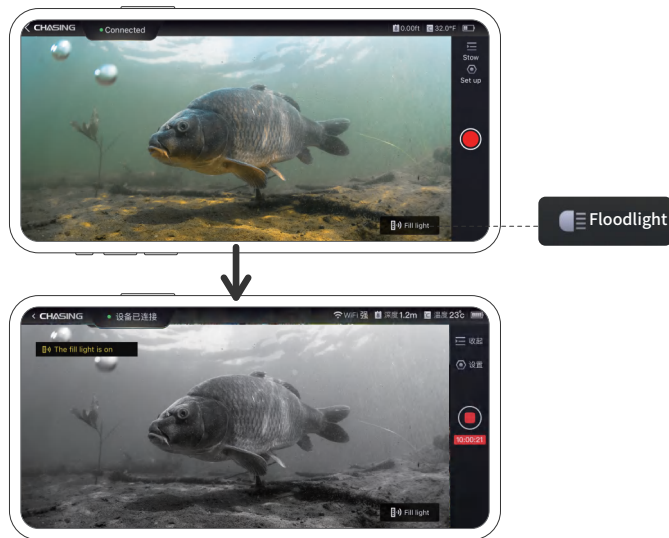 CHASING
Connected
0.00ft 32.0°F
Stow
Set up
Fill light
Floodlight
CHASING
设备已连接
WiFi 强 深度1.2m 温度23℃
The fill light is on
收起
设置
10:00:21
Fill light